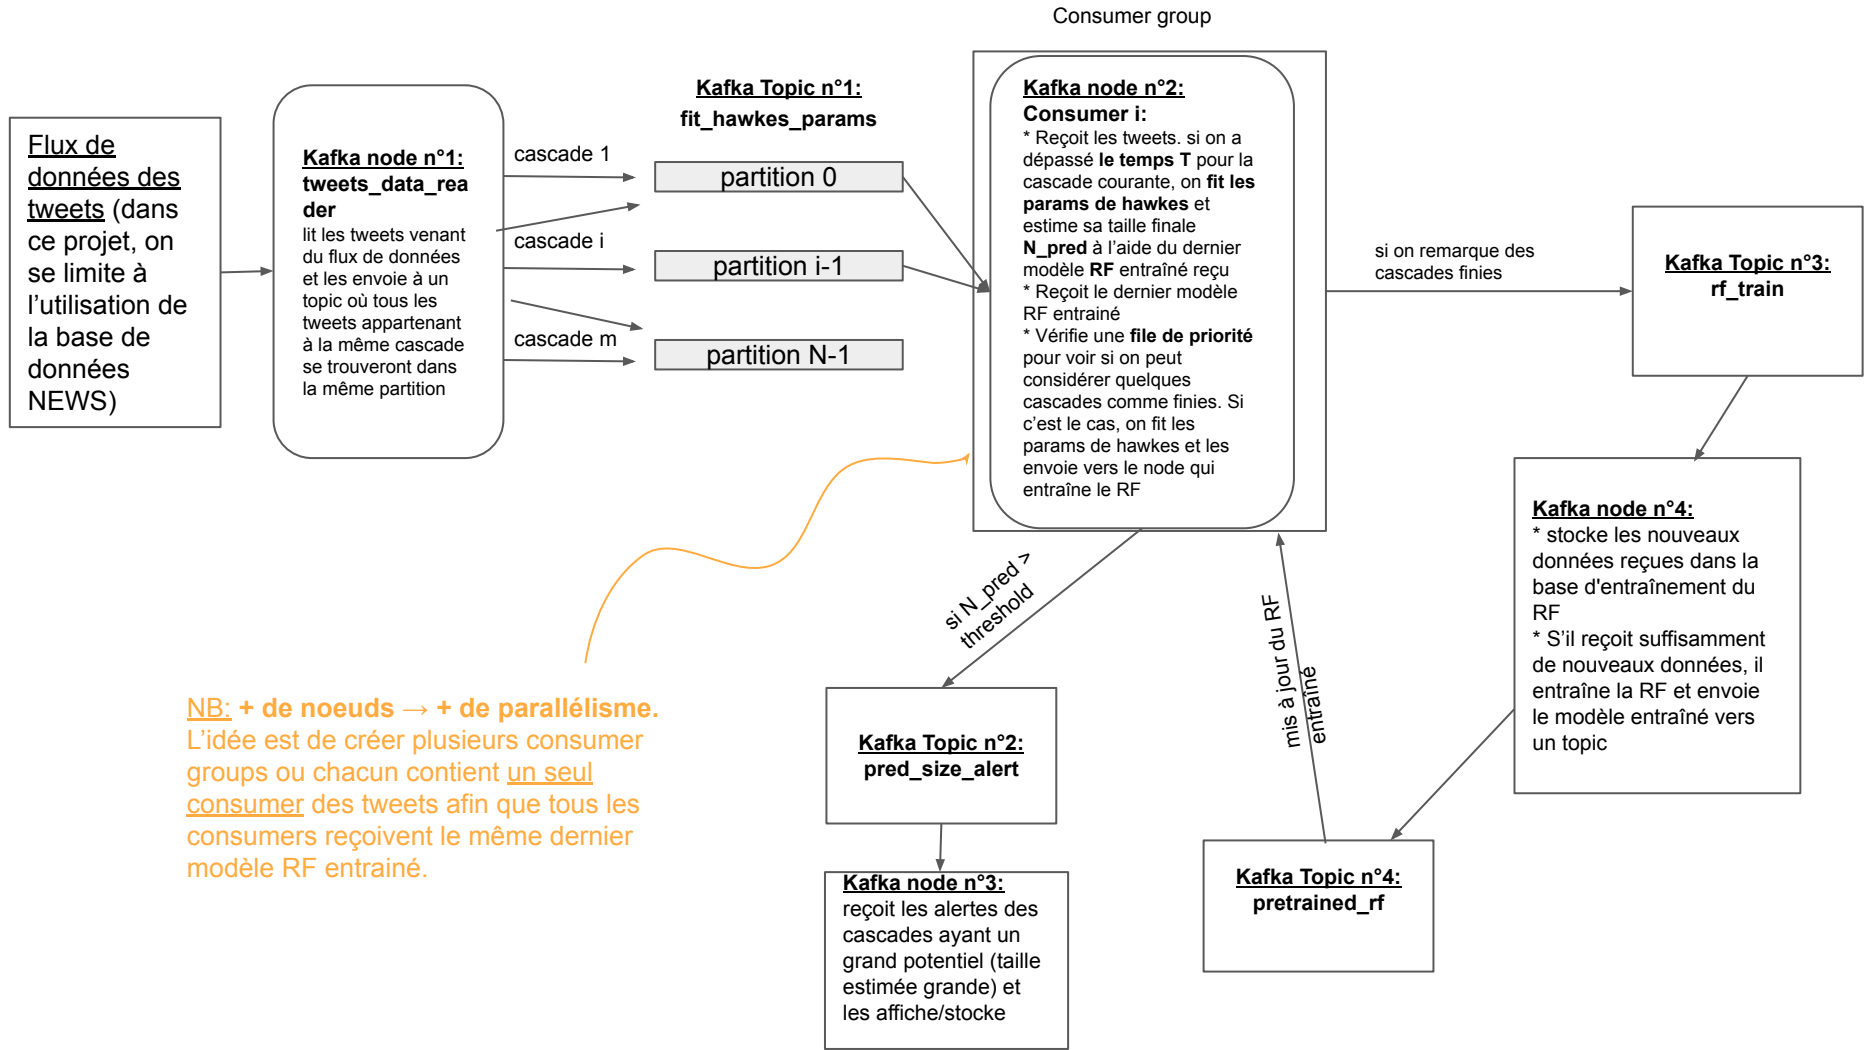 Consumer group
Flux de
données des
tweets (dans
ce projet, on
se limite à
l'utilisation de
la base de
données
NEWS)
Kafka node n°1:
tweets_data_rea
der
lit les tweets venant
du flux de données
et les envoie à un
topic où tous les
tweets appartenant
à la même cascade
se trouveront dans
la même partition
cascade 1
cascade i
cascade m
Kafka Topic n°1:
fit_hawkes_params
partition 0
partition i-1
partition N-1
Kafka node n°2:
Consumer i:
* Reçoit les tweets. si on a
dépassé le temps T pour la
cascade courante, on fit les
params de hawkes et
estime sa taille finale
N_pred à l'aide du dernier
modèle RF entraîné reçu
* Reçoit le dernier modèle
RF entrainé
* Vérifie une file de priorité
pour voir si on peut
considérer quelques
cascades comme finies. Si
c'est le cas, on fit les
params de hawkes et les
envoie vers le node qui
entraîne le RF
si on remarque des
cascades finies
Kafka Topic n°3:
rf_train
Kafka node n°4:
* stocke les nouveaux
données reçues dans la
base d'entraînement du
RF
* S'il reçoit suffisamment
de nouveaux données, il
entraîne la RF et envoie
le modèle entraîné vers
un topic
si N_pred >
threshold
mis à jour du RF
entraîné
NB: + de noeuds → + de parallélisme.
L'idée est de créer plusieurs consumer
groups ou chacun contient un seul
consumer des tweets afin que tous les
consumers reçoivent le même dernier
modèle RF entrainé.
Kafka Topic n°2:
pred_size_alert
Kafka node n°3:
reçoit les alertes des
cascades ayant un
grand potentiel (taille
estimée grande) et
les affiche/stocke
Kafka Topic n°4:
pretrained_rf